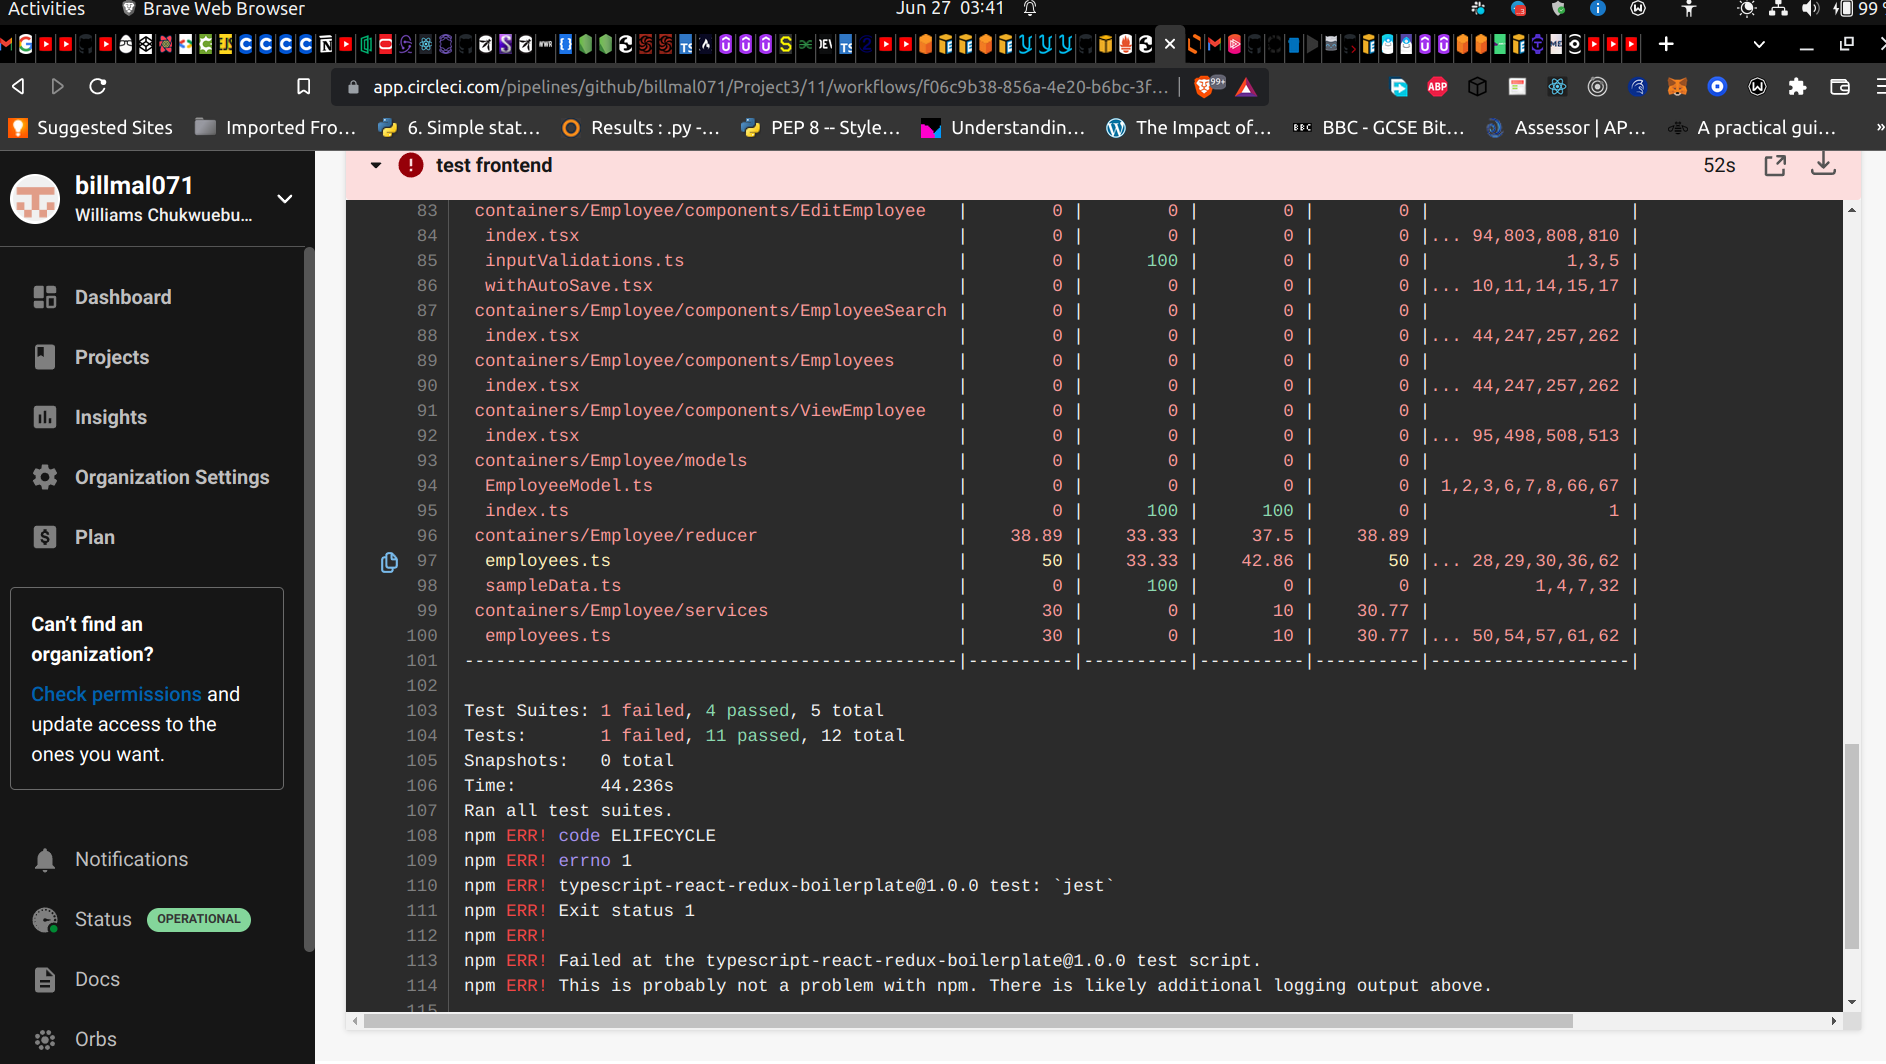 Activities
Brave Web Browser
Jun 27 03:41
99
app.circleci.com/pipelines/github/billmal071/Project3/11/workflows/f06c9b38-856a-4e20-b6bc-3f...
Suggested Sites
Imported Fro...
6. Simple stat...
Results : .py -...
PEP 8 -- Style...
Understandin...
The Impact of...
BBC - GCSE Bit...
Assessor | AP...
A practical gui...
»
billmal071
Williams Chukwuebu...
Dashboard
Projects
Insights
Organization Settings
Plan
Can't find an
organization?
Check permissions and
update access to the
ones you want.
Notifications
Status OPERATIONAL
Docs
Orbs
test frontend
52s
83 containers/Employee/components/EditEmployee | 0 | 0 | 0 | 0 | |
84 index.tsx | 0 | 0 | 0 | 0 |... 94,803,808,810 |
85 inputValidations.ts | 0 | 100 | 0 | 0 | 1,3,5 |
86 withAutoSave.tsx | 0 | 0 | 0 | 0 |... 10,11,14,15,17 |
87 containers/Employee/components/EmployeeSearch | 0 | 0 | 0 | 0 | |
88 index.tsx | 0 | 0 | 0 | 0 |... 44,247,257,262 |
89 containers/Employee/components/Employees | 0 | 0 | 0 | 0 | |
90 index.tsx | 0 | 0 | 0 | 0 |... 44,247,257,262 |
91 containers/Employee/components/ViewEmployee | 0 | 0 | 0 | 0 | |
92 index.tsx | 0 | 0 | 0 | 0 |... 95,498,508,513 |
93 containers/Employee/models | 0 | 0 | 0 | 0 | |
94 EmployeeModel.ts | 0 | 0 | 0 | 0 | 1,2,3,6,7,8,66,67 |
95 index.ts | 0 | 100 | 100 | 0 | 1 |
96 containers/Employee/reducer | 38.89 | 33.33 | 37.5 | 38.89 | |
97 employees.ts | 50 | 33.33 | 42.86 | 50 |... 28,29,30,36,62 |
98 sampleData.ts | 0 | 100 | 0 | 0 | 1,4,7,32 |
99 containers/Employee/services | 30 | 0 | 10 | 30.77 | |
100 employees.ts | 30 | 0 | 10 | 30.77 |... 50,54,57,61,62 |
101 -----------------------------------------------|----------|----------|----------|----------|-------------------|
102
103 Test Suites: 1 failed, 4 passed, 5 total
104 Tests: 1 failed, 11 passed, 12 total
105 Snapshots: 0 total
106 Time: 44.236s
107 Ran all test suites.
108 npm ERR! code ELIFECYCLE
109 npm ERR! errno 1
110 npm ERR! typescript-react-redux-boilerplate@1.0.0 test: `jest`
111 npm ERR! Exit status 1
112 npm ERR!
113 npm ERR! Failed at the typescript-react-redux-boilerplate@1.0.0 test script.
114 npm ERR! This is probably not a problem with npm. There is likely additional logging output above.
115